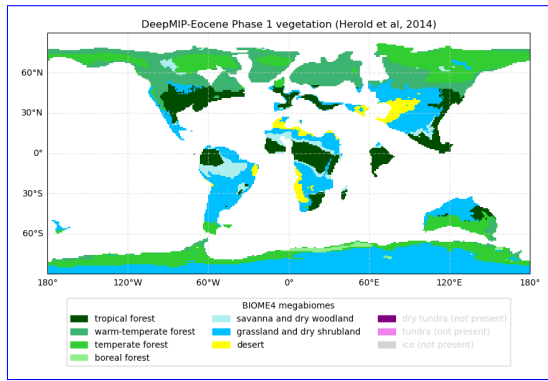 DeepMIP-Eocene Phase 1 vegetation (Herold et al, 2014)
60°N
30°N
0°
30°S
60°S
180° 120°W 60°W 0° 60°E 120°E 180°
BIOME4 megabiomes
tropical forest savanna and dry woodland dry tundra (not present)
warm-temperate forest grassland and dry shrubland tundra (not present)
temperate forest desert ice (not present)
boreal forest